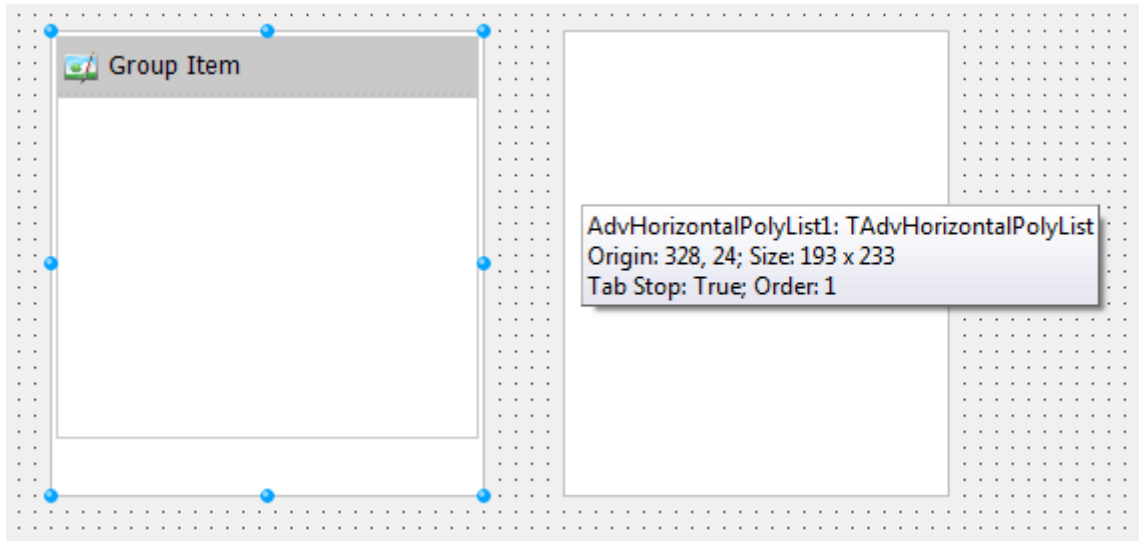 Group Item
AdvHorizontalPolyList1: TAdvHorizontalPolyList
Origin: 328, 24; Size: 193 x 233
Tab Stop: True; Order: 1